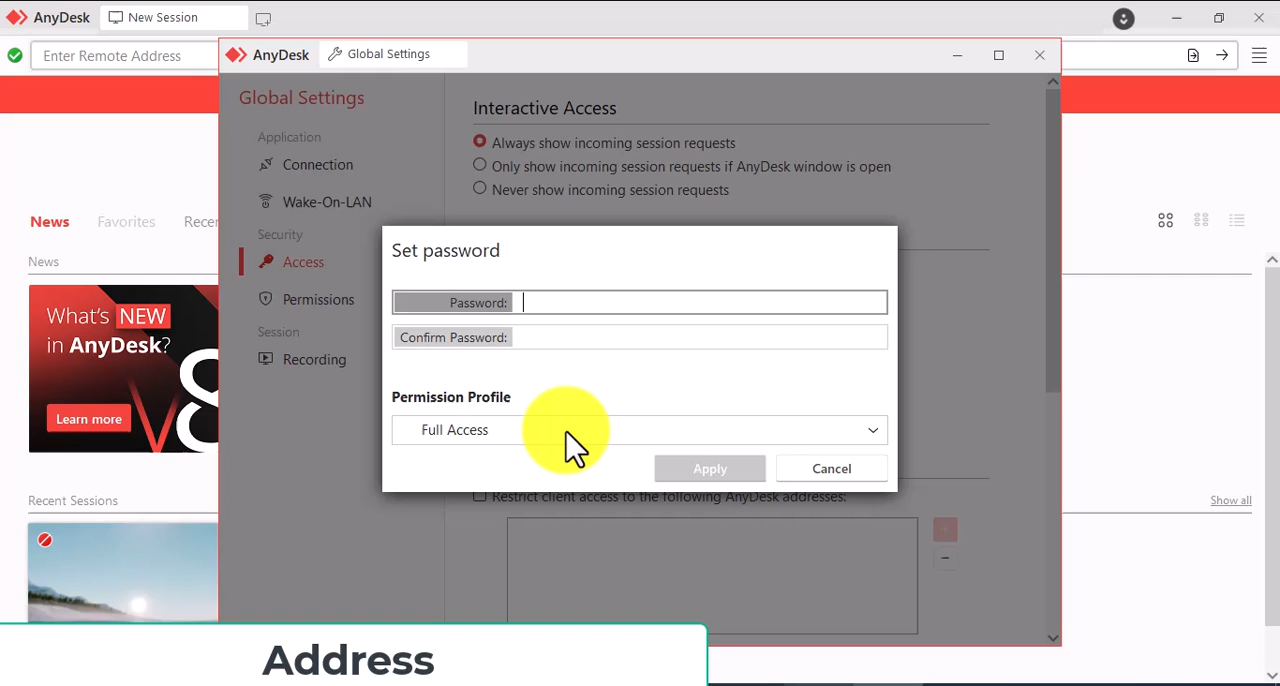 AnyDesk
New Session
Enter Remote Address
AnyDesk
Global Settings
Global Settings
Application
Connection
Wake-On-LAN
Security
Access
Permissions
Session
Recording
Interactive Access
Always show incoming session requests
Only show incoming session requests if AnyDesk window is open
Never show incoming session requests
News
Favorites
Recen
News
What's NEW
in AnyDesk?
V8
Learn more
Set password
Password:
Confirm Password:
Permission Profile
Full Access
Apply
Cancel
Restrict client access to the following AnyDesk addresses:
Recent Sessions
Show all
Address